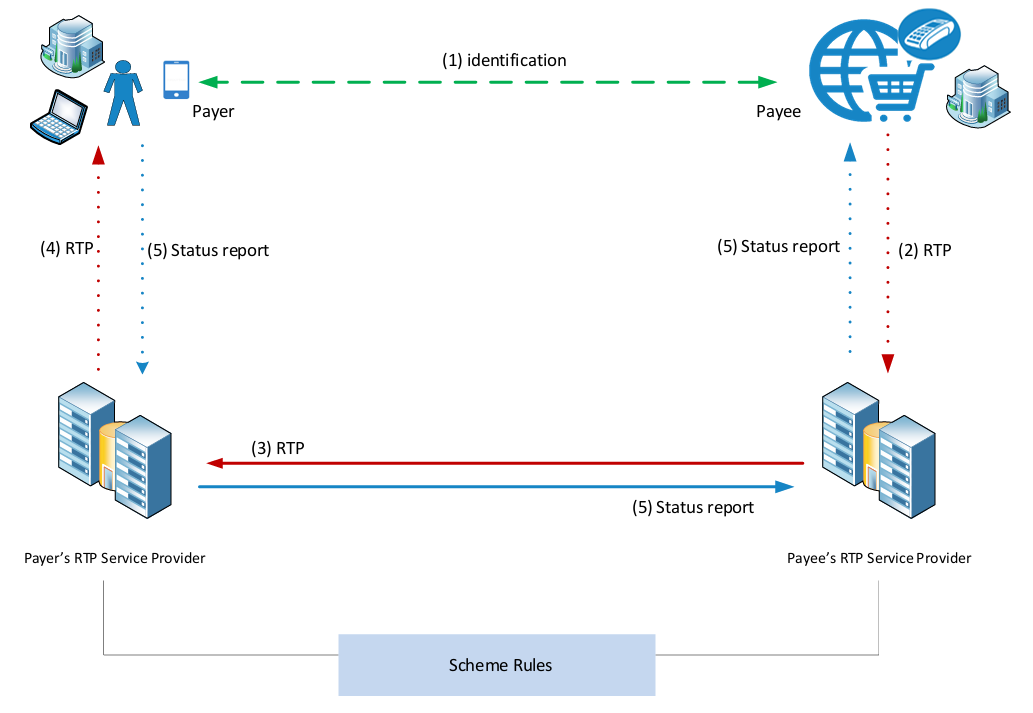 (1) identification
Payer
Payee
(4) RTP
(5) Status report
(5) Status report
(2) RTP
(3) RTP
(5) Status report
Payer’s RTP Service Provider
Payee’s RTP Service Provider
Scheme Rules